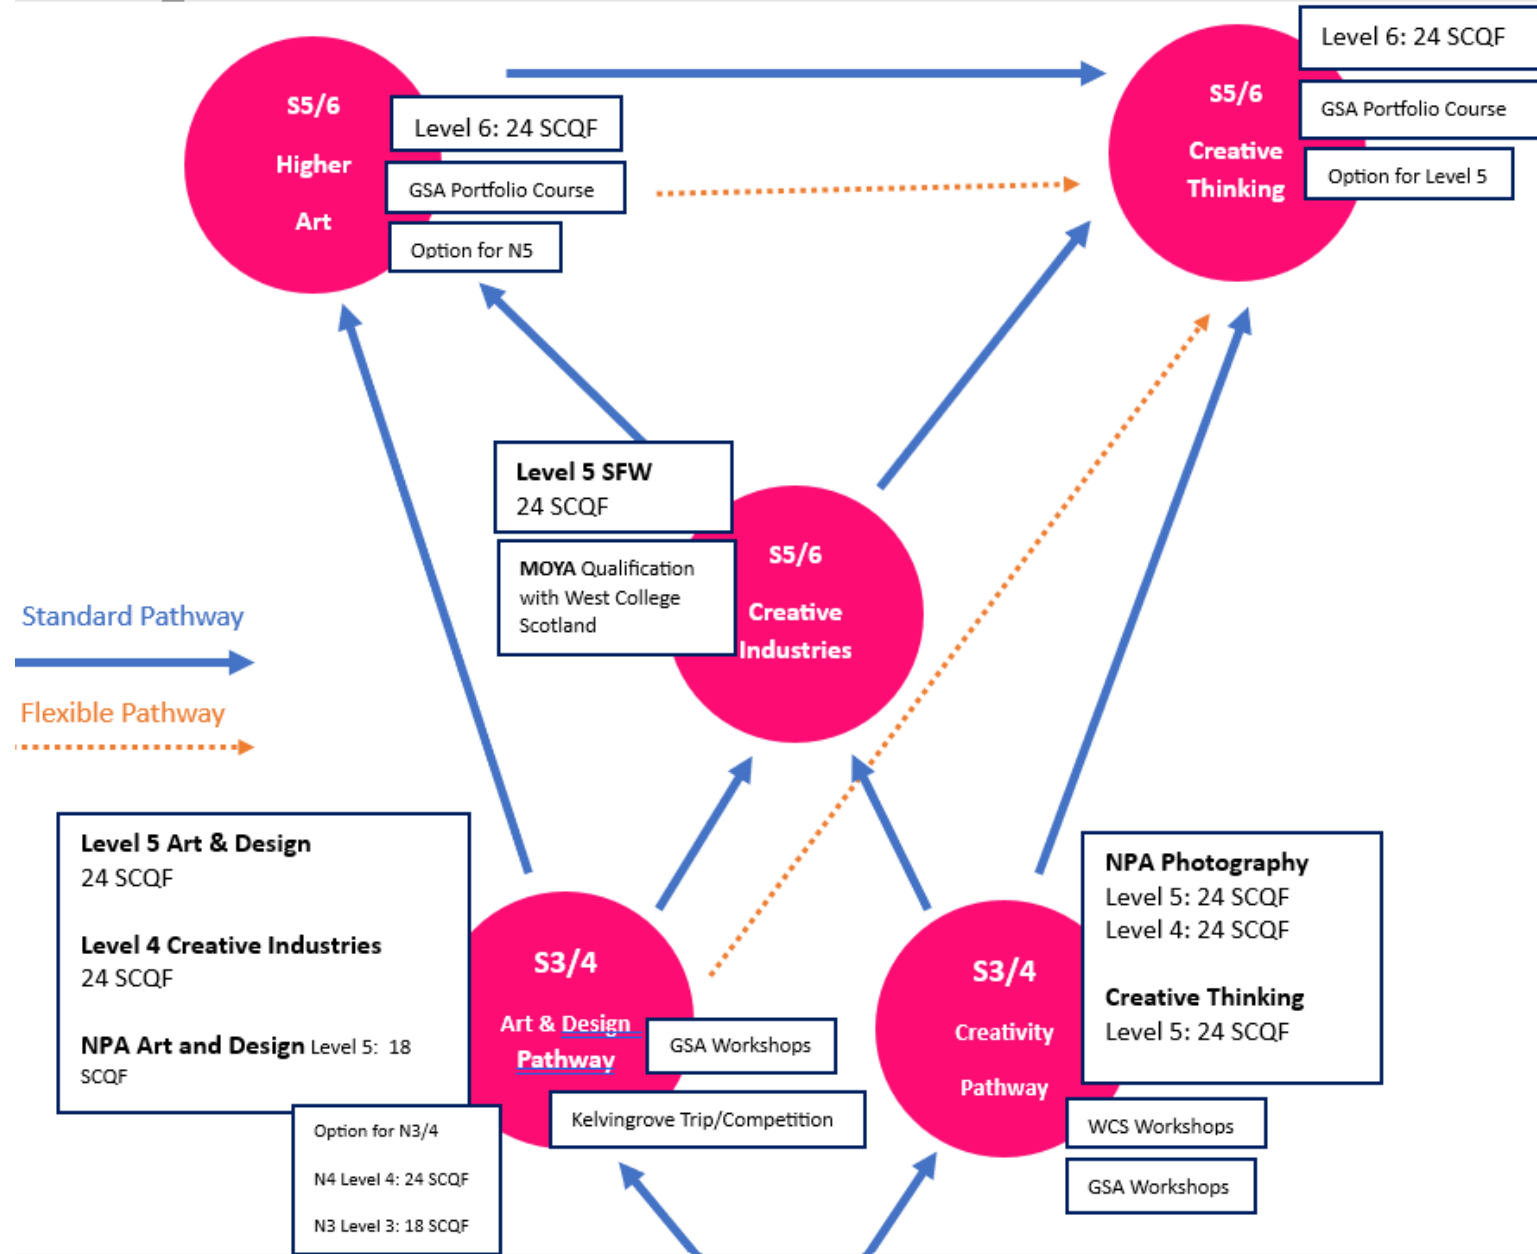 S5/6
Higher
Art
Level 6: 24 SCQF
GSA Portfolio Course
Option for N5
S5/6
Creative
Thinking
Level 6: 24 SCQF
GSA Portfolio Course
Option for Level 5
Level 5 SFW
24 SCQF
MOYA Qualification
with West College
Scotland
S5/6
Creative
Industries
Standard Pathway
Flexible Pathway
Level 5 Art & Design
24 SCQF
Level 4 Creative Industries
24 SCQF
NPA Art and Design Level 5: 18
SCQF
Option for N3/4
N4 Level 4: 24 SCQF
N3 Level 3: 18 SCQF
S3/4
Art & Design
Pathway
GSA Workshops
Kelvingrove Trip/Competition
S3/4
Creativity
Pathway
NPA Photography
Level 5: 24 SCQF
Level 4: 24 SCQF
Creative Thinking
Level 5: 24 SCQF
WCS Workshops
GSA Workshops